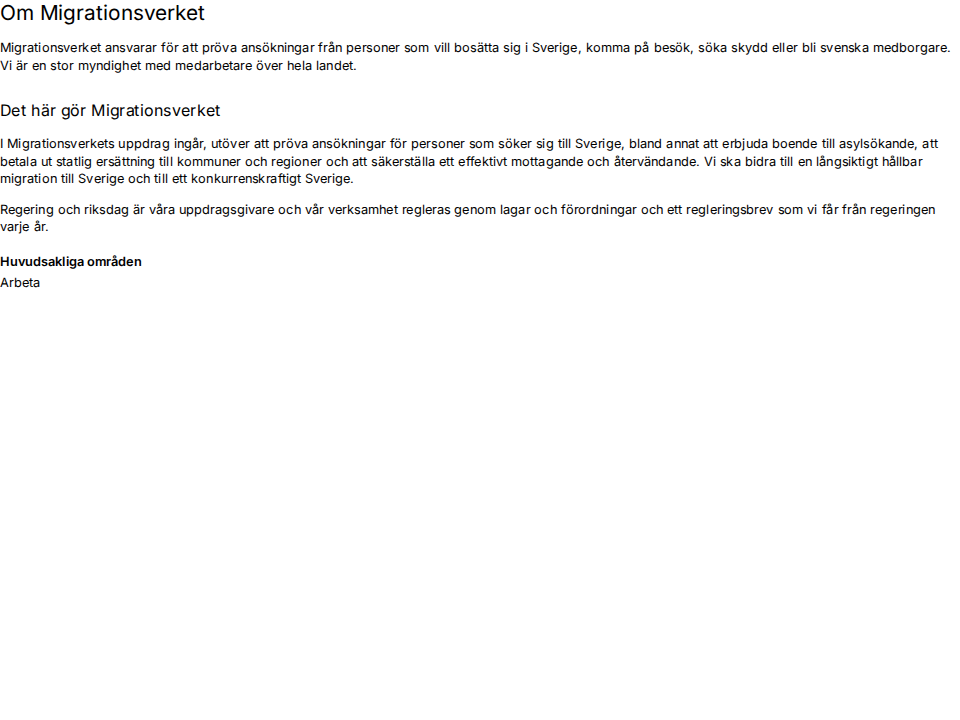 Om Migrationsverket
Migrationsverket ansvarar för att pröva ansökningar från personer som vill bosätta sig i Sverige, komma på besök, söka skydd eller bli svenska medborgare.
Vi är en stor myndighet med medarbetare över hela landet.
Det här gör Migrationsverket
I Migrationsverkets uppdrag ingår, utöver att pröva ansökningar för personer som söker sig till Sverige, bland annat att erbjuda boende till asylsökande, att
betala ut statlig ersättning till kommuner och regioner och att säkerställa ett effektivt mottagande och återvändande. Vi ska bidra till en långsiktigt hållbar
migration till Sverige och till ett konkurrenskraftigt Sverige.
Regering och riksdag är våra uppdragsgivare och vår verksamhet regleras genom lagar och förordningar och ett regleringsbrev som vi får från regeringen
varje år.
Huvudsakliga områden
Arbeta